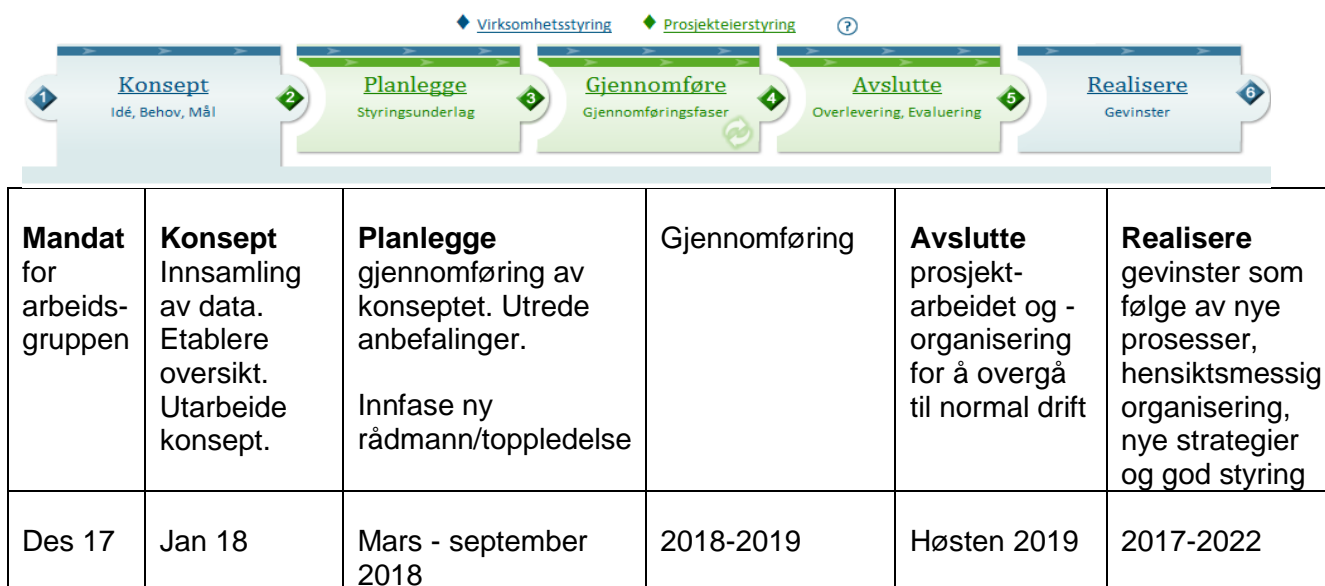 Virksomhetsstyring Prosjekteierstyring ?
1 Konsept 2 Planlegge 3 Gjennomføre 4 Avslutte 5 Realisere 6
Idé, Behov, Mål Styringsunderlag Gjennomføringsfaser Overlevering, Evaluering Gevinster
Mandat
for
arbeids-
gruppen
Konsept
Innsamling
av data.
Etablere
oversikt.
Utarbeide
konsept.
Planlegge
gjennomføring av
konseptet. Utrede
anbefalinger.
Innfase ny
rådmann/toppledelse
Gjennomføring
Avslutte
prosjekt-
arbeidet og -
organisering
for å overgå
til normal drift
Realisere
gevinster som
følge av nye
prosesser,
hensiktsmessig
organisering,
nye strategier
og god styring
Des 17
Jan 18
Mars - september
2018
2018-2019
Høsten 2019
2017-2022